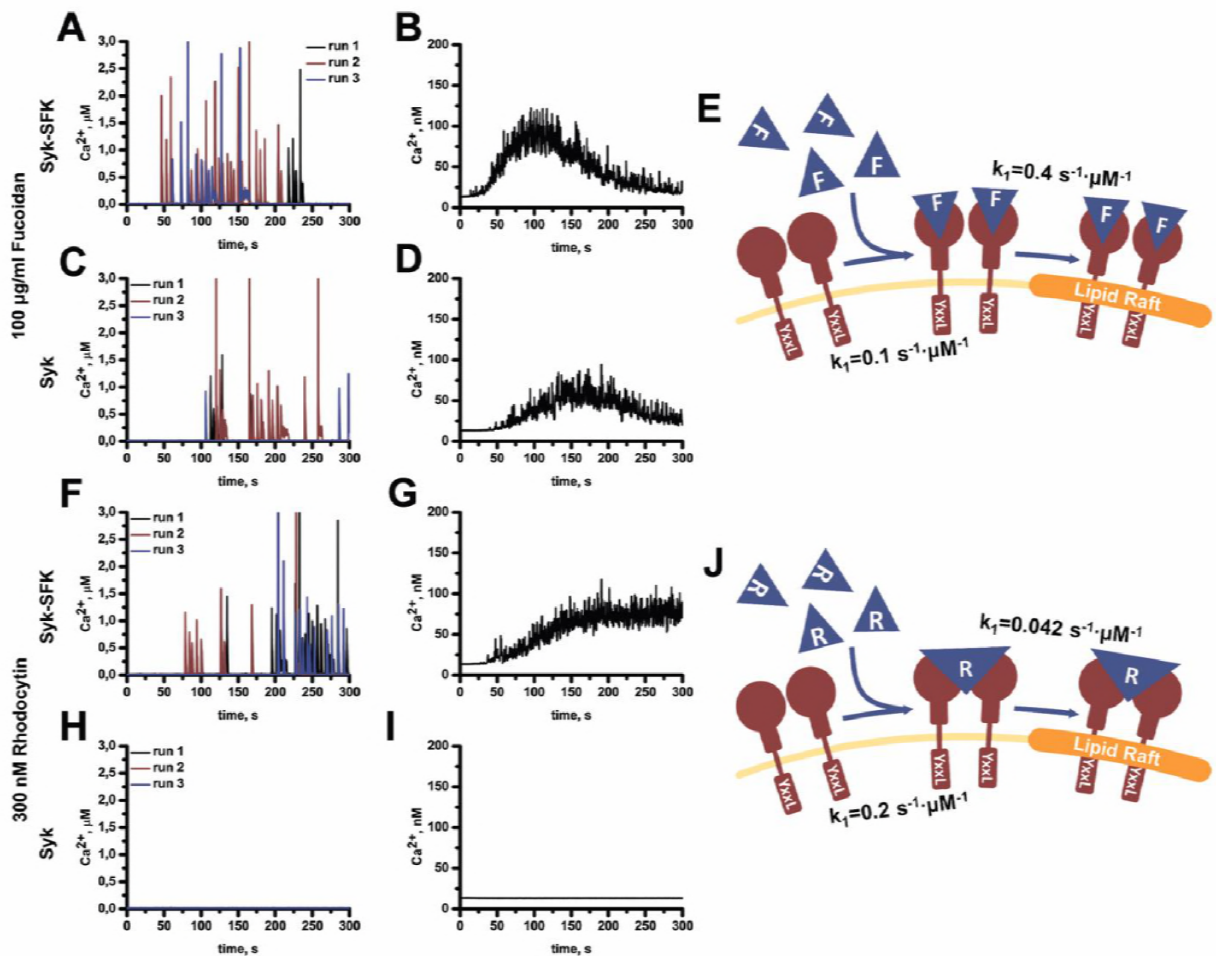 100 µg/ml Fucoidan
Syk-SFK
A
Ca2+, µM
3,0
2,5
2,0
1,5
1,0
0,5
0,0
run 1
run 2
run 3
0 50 100 150 200 250 300
time, s
B
Ca2+, nM
200
150
100
50
0
0 50 100 150 200 250 300
time, s
Syk
C
Ca2+, µM
3,0
2,5
2,0
1,5
1,0
0,5
0,0
run 1
run 2
run 3
0 50 100 150 200 250 300
time, s
D
Ca2+, nM
200
150
100
50
0
0 50 100 150 200 250 300
time, s
E
F
F
F
F
k1=0.4 s-1·µM-1
F
F
F
F
Lipid Raft
YxxL
YxxL
YxxL
YxxL
YxxL
YxxL
k1=0.1 s-1·µM-1
300 nM Rhodocytin
Syk-SFK
F
Ca2+, µM
3,0
2,5
2,0
1,5
1,0
0,5
0,0
run 1
run 2
run 3
0 50 100 150 200 250 300
time, s
G
Ca2+, nM
200
150
100
50
0
0 50 100 150 200 250 300
time, s
Syk
H
Ca2+, µM
3,0
2,5
2,0
1,5
1,0
0,5
0,0
run 1
run 2
run 3
0 50 100 150 200 250 300
time, s
I
Ca2+, nM
200
150
100
50
0
0 50 100 150 200 250 300
time, s
J
R
R
R
R
k1=0.042 s-1·µM-1
R
R
Lipid Raft
YxxL
YxxL
YxxL
YxxL
YxxL
YxxL
k1=0.2 s-1·µM-1